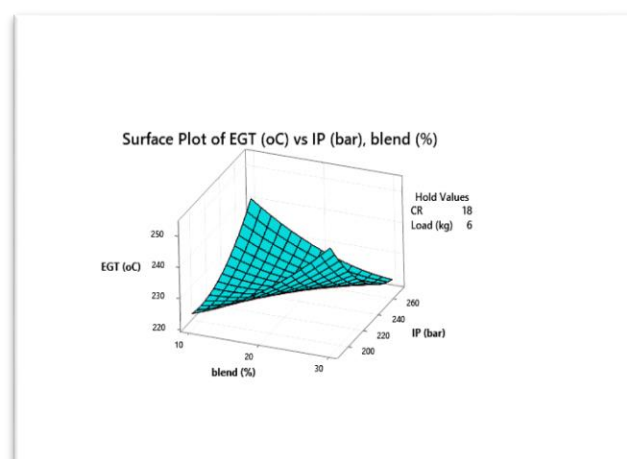 Surface Plot of EGT (oC) vs IP (bar), blend (%)
Hold Values
CR 18
Load (kg) 6
250
240
230
220
EGT (oC)
10
20
30
blend (%)
200
220
240
260
IP (bar)